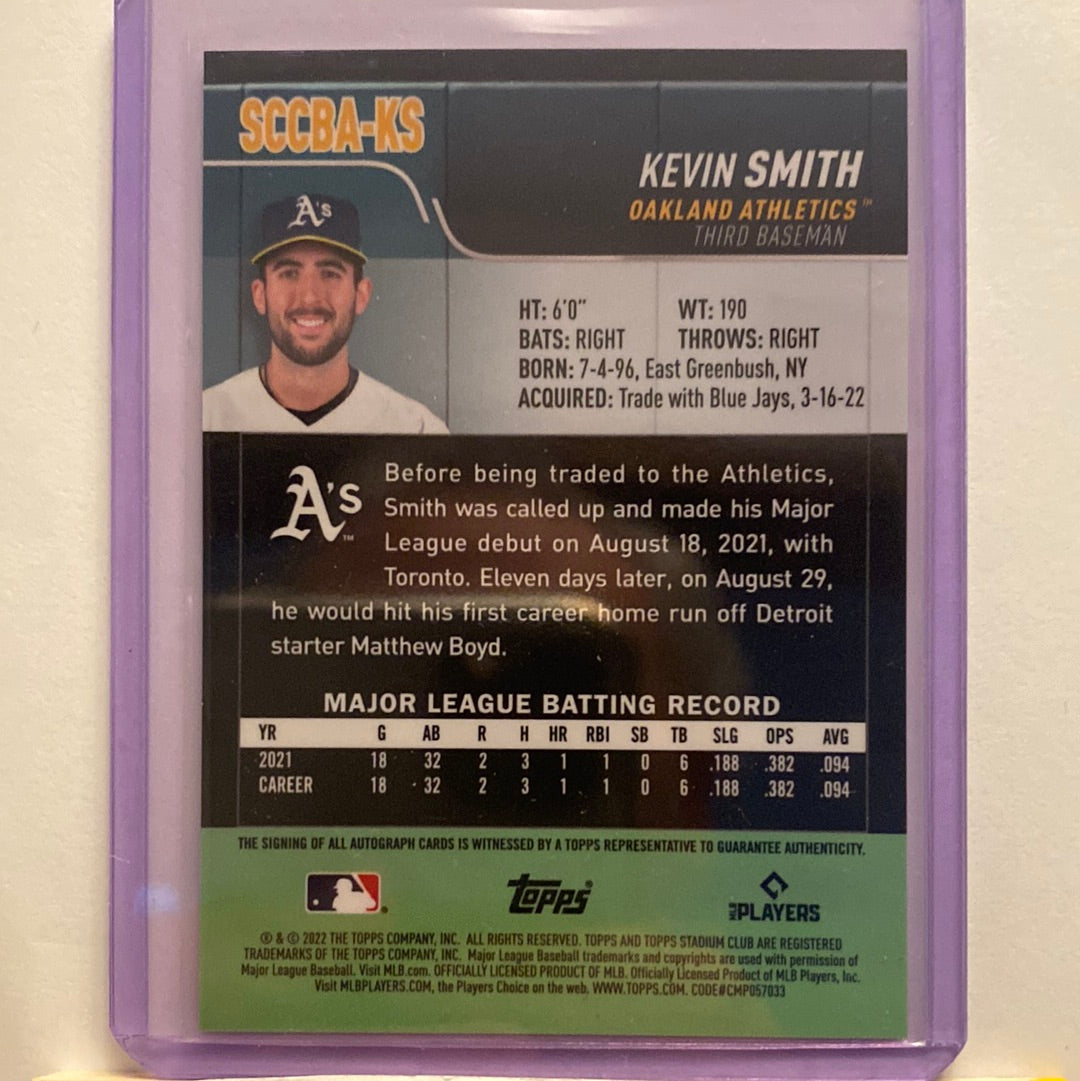 SCCBA-KS
KEVIN SMITH
OAKLAND ATHLETICS™
THIRD BASEMAN
A's
HT: 6'0" WT: 190
BATS: RIGHT THROWS: RIGHT
BORN: 7-4-96, East Greenbush, NY
ACQUIRED: Trade with Blue Jays, 3-16-22
A's™
Before being traded to the Athletics,
Smith was called up and made his Major
League debut on August 18, 2021, with
Toronto. Eleven days later, on August 29,
he would hit his first career home run off Detroit
starter Matthew Boyd.
MAJOR LEAGUE BATTING RECORD
YR G AB R H HR RBI SB TB SLG OPS AVG
2021 18 32 2 3 1 1 0 6 .188 .382 .094
CAREER 18 32 2 3 1 1 0 6 .188 .382 .094
THE SIGNING OF ALL AUTOGRAPH CARDS IS WITNESSED BY A TOPPS REPRESENTATIVE TO GUARANTEE AUTHENTICITY.
® topps® MLB PLAYERS
® & © 2022 THE TOPPS COMPANY, INC. ALL RIGHTS RESERVED. TOPPS AND TOPPS STADIUM CLUB ARE REGISTERED
TRADEMARKS OF THE TOPPS COMPANY, INC. Major League Baseball trademarks and copyrights are used with permission of
Major League Baseball. Visit MLB.com. OFFICIALLY LICENSED PRODUCT OF MLB. Officially Licensed Product of MLB Players, Inc.
Visit MLBPLAYERS.COM, the Players Choice on the web. WWW.TOPPS.COM. CODE#CMP057033